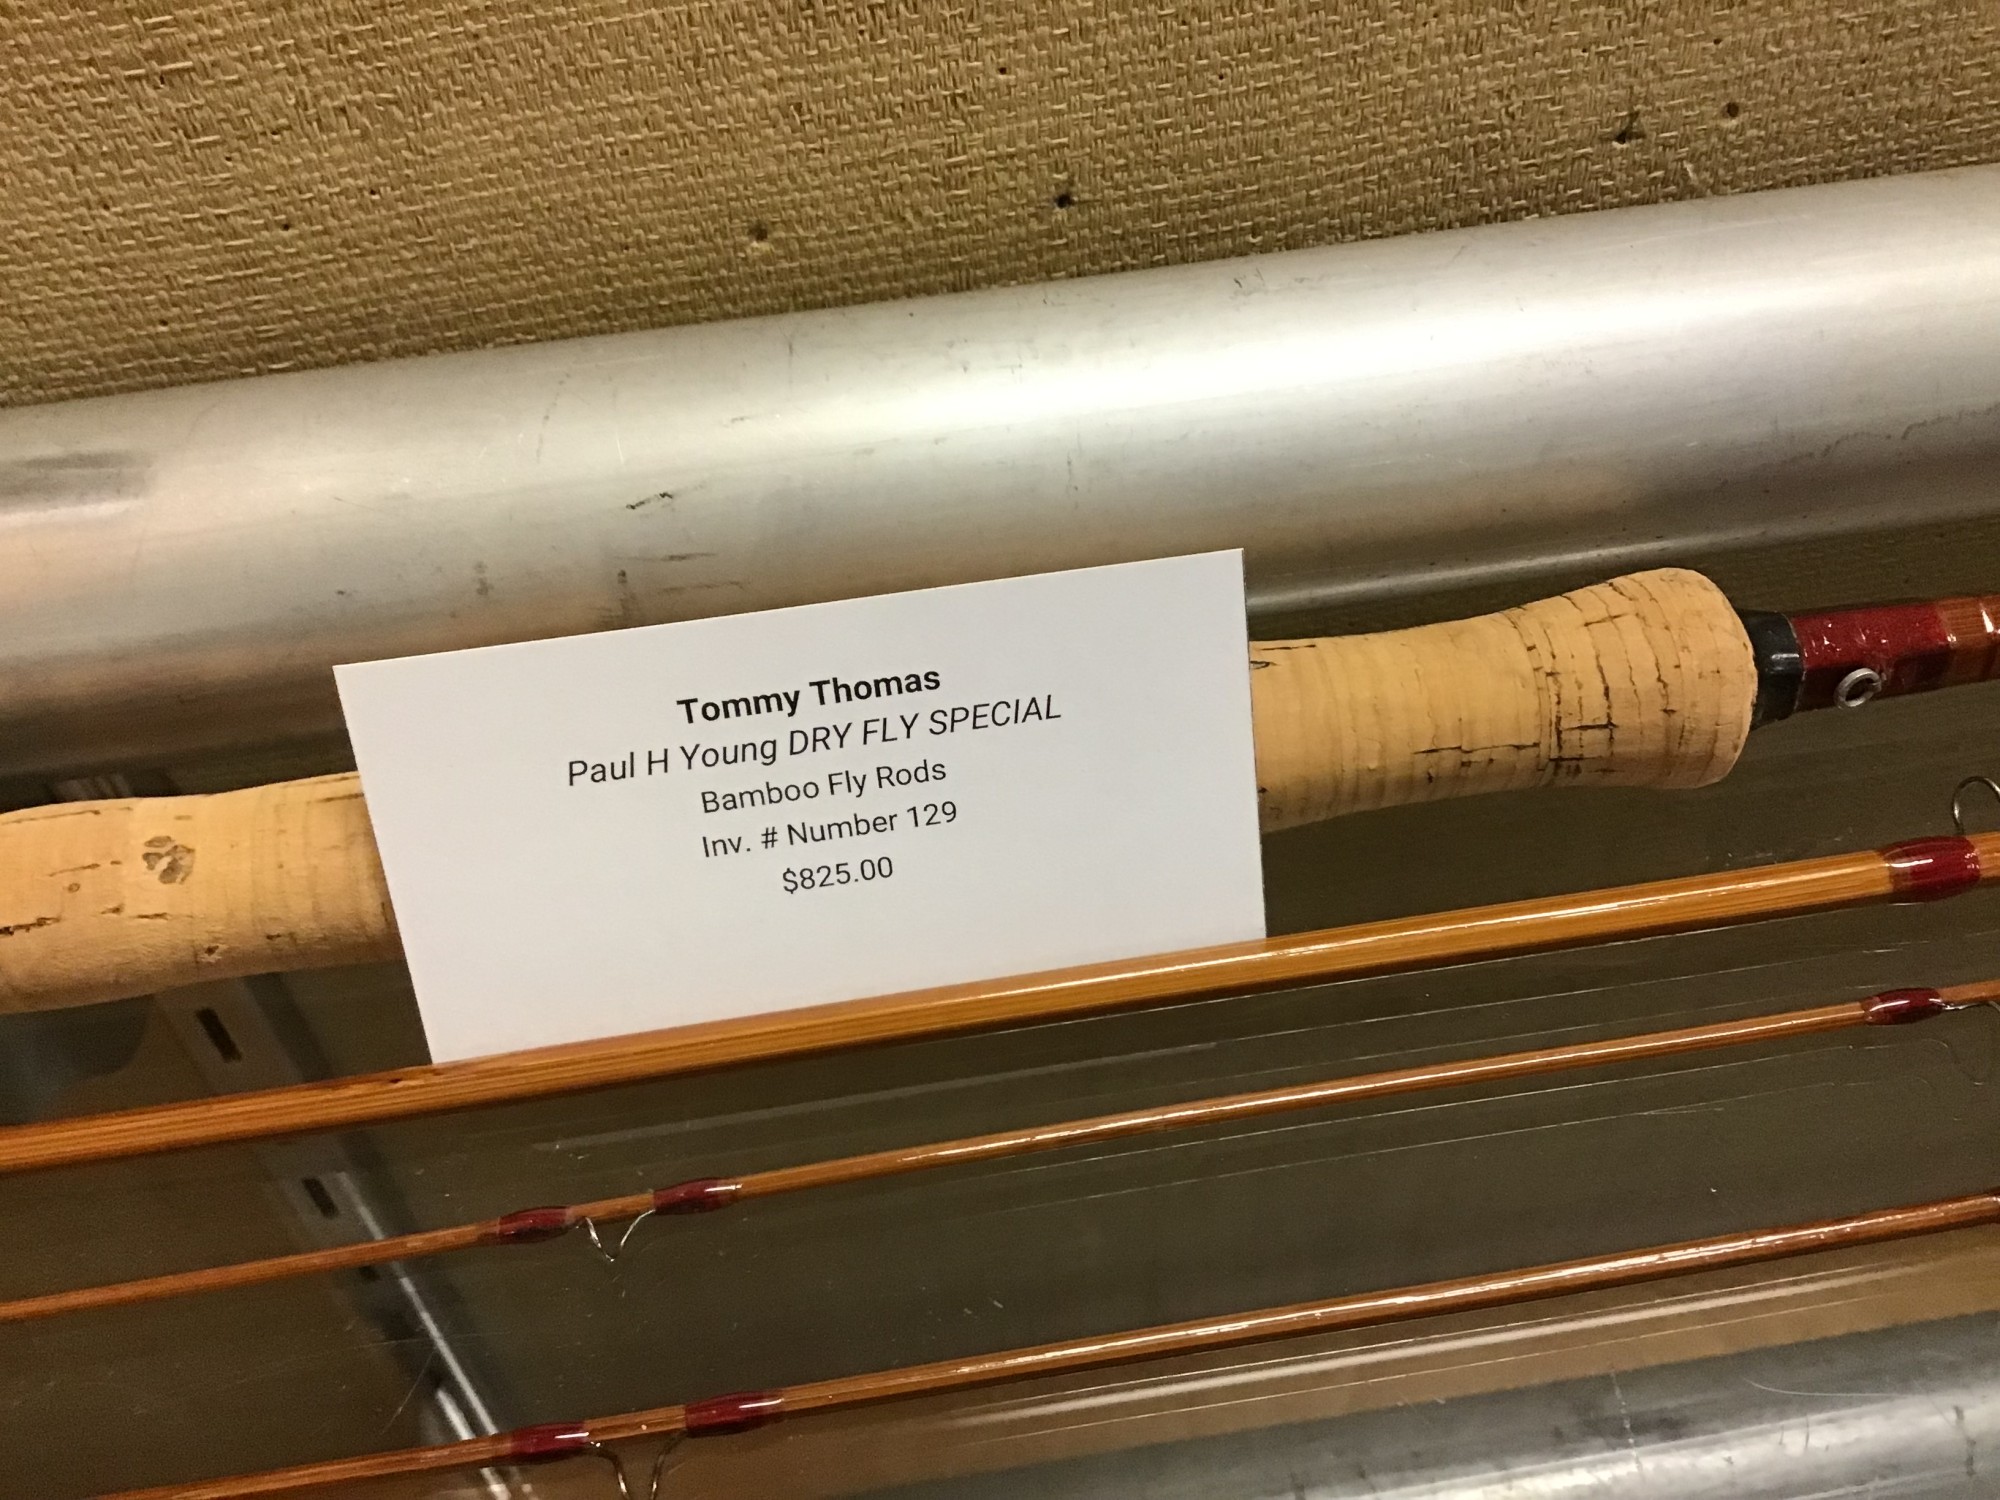 Tommy Thomas
Paul H Young DRY FLY SPECIAL
Bamboo Fly Rods
Inv. # Number 129
$825.00